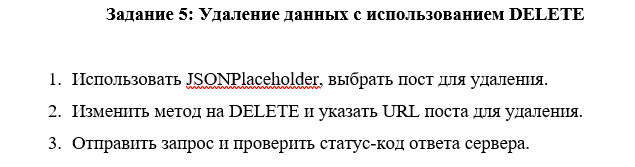 Задание 5: Удаление данных с использованием DELETE
1. Использовать JSONPlaceholder, выбрать пост для удаления.
2. Изменить метод на DELETE и указать URL поста для удаления.
3. Отправить запрос и проверить статус-код ответа сервера.